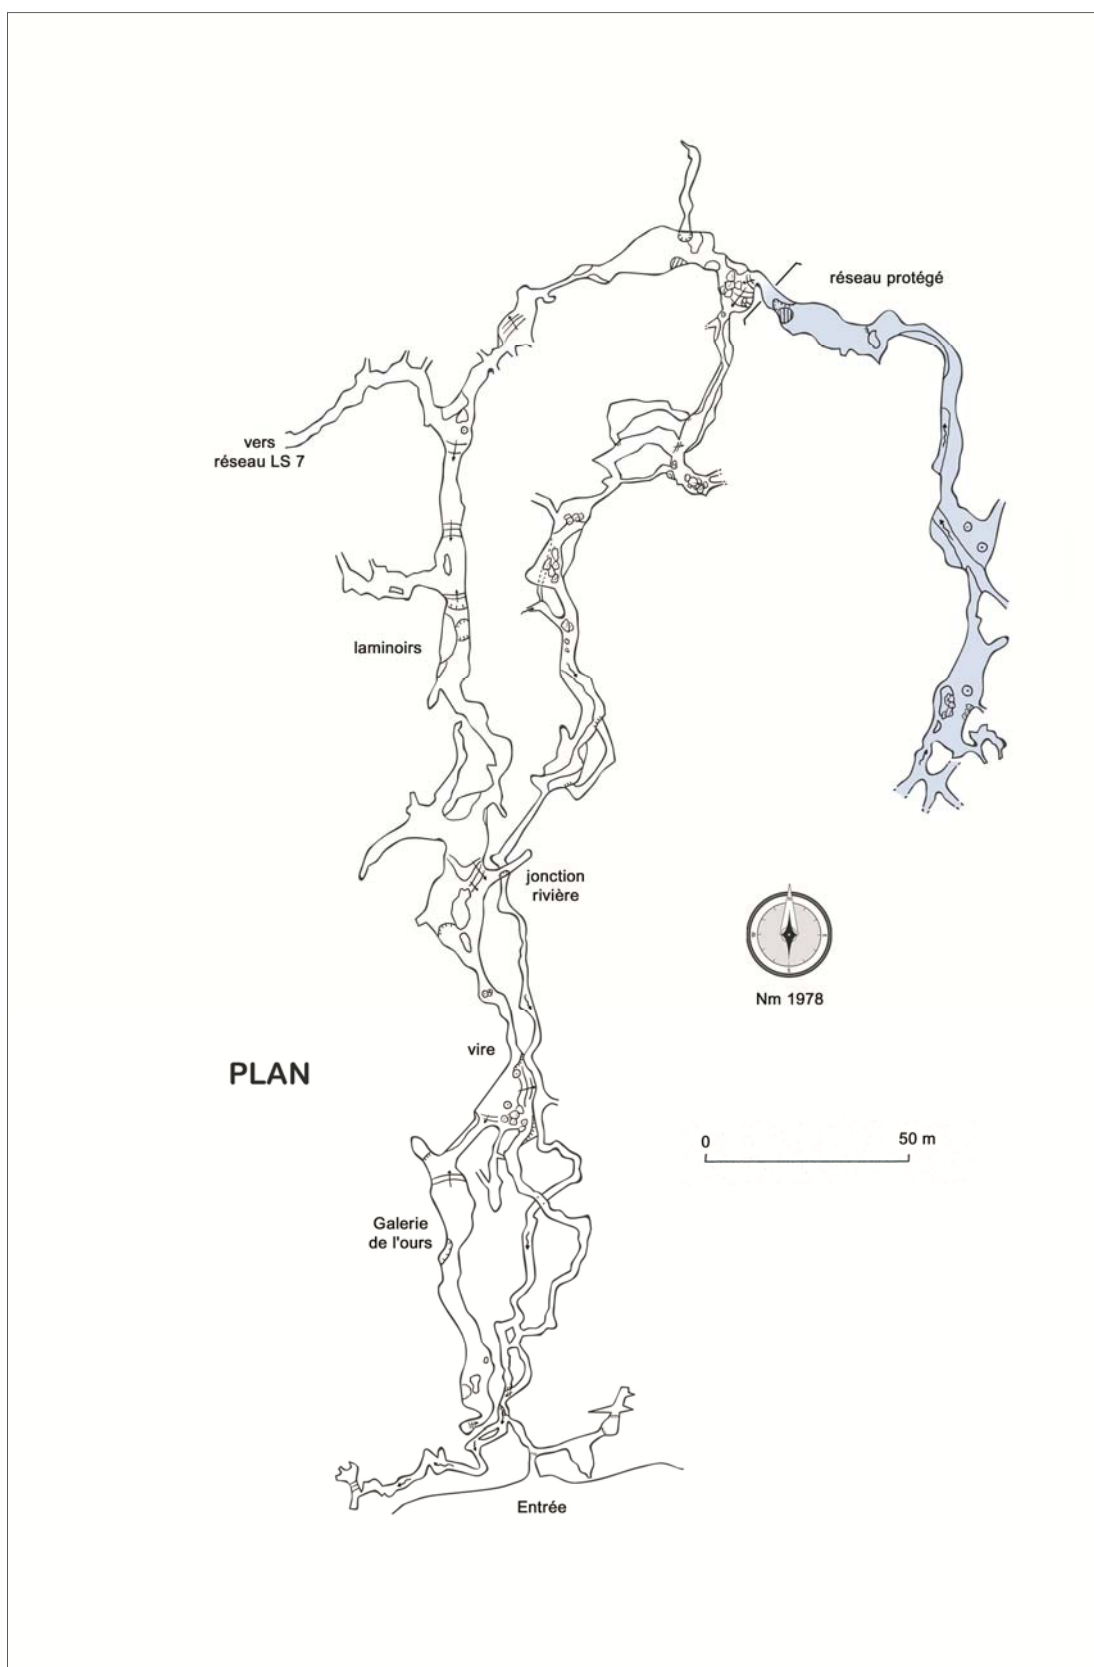 réseau protégé
vers
réseau LS 7
laminoirs
jonction
rivière
Nm 1978
vire
PLAN
0
50 m
Galerie
de l'ours
Entrée